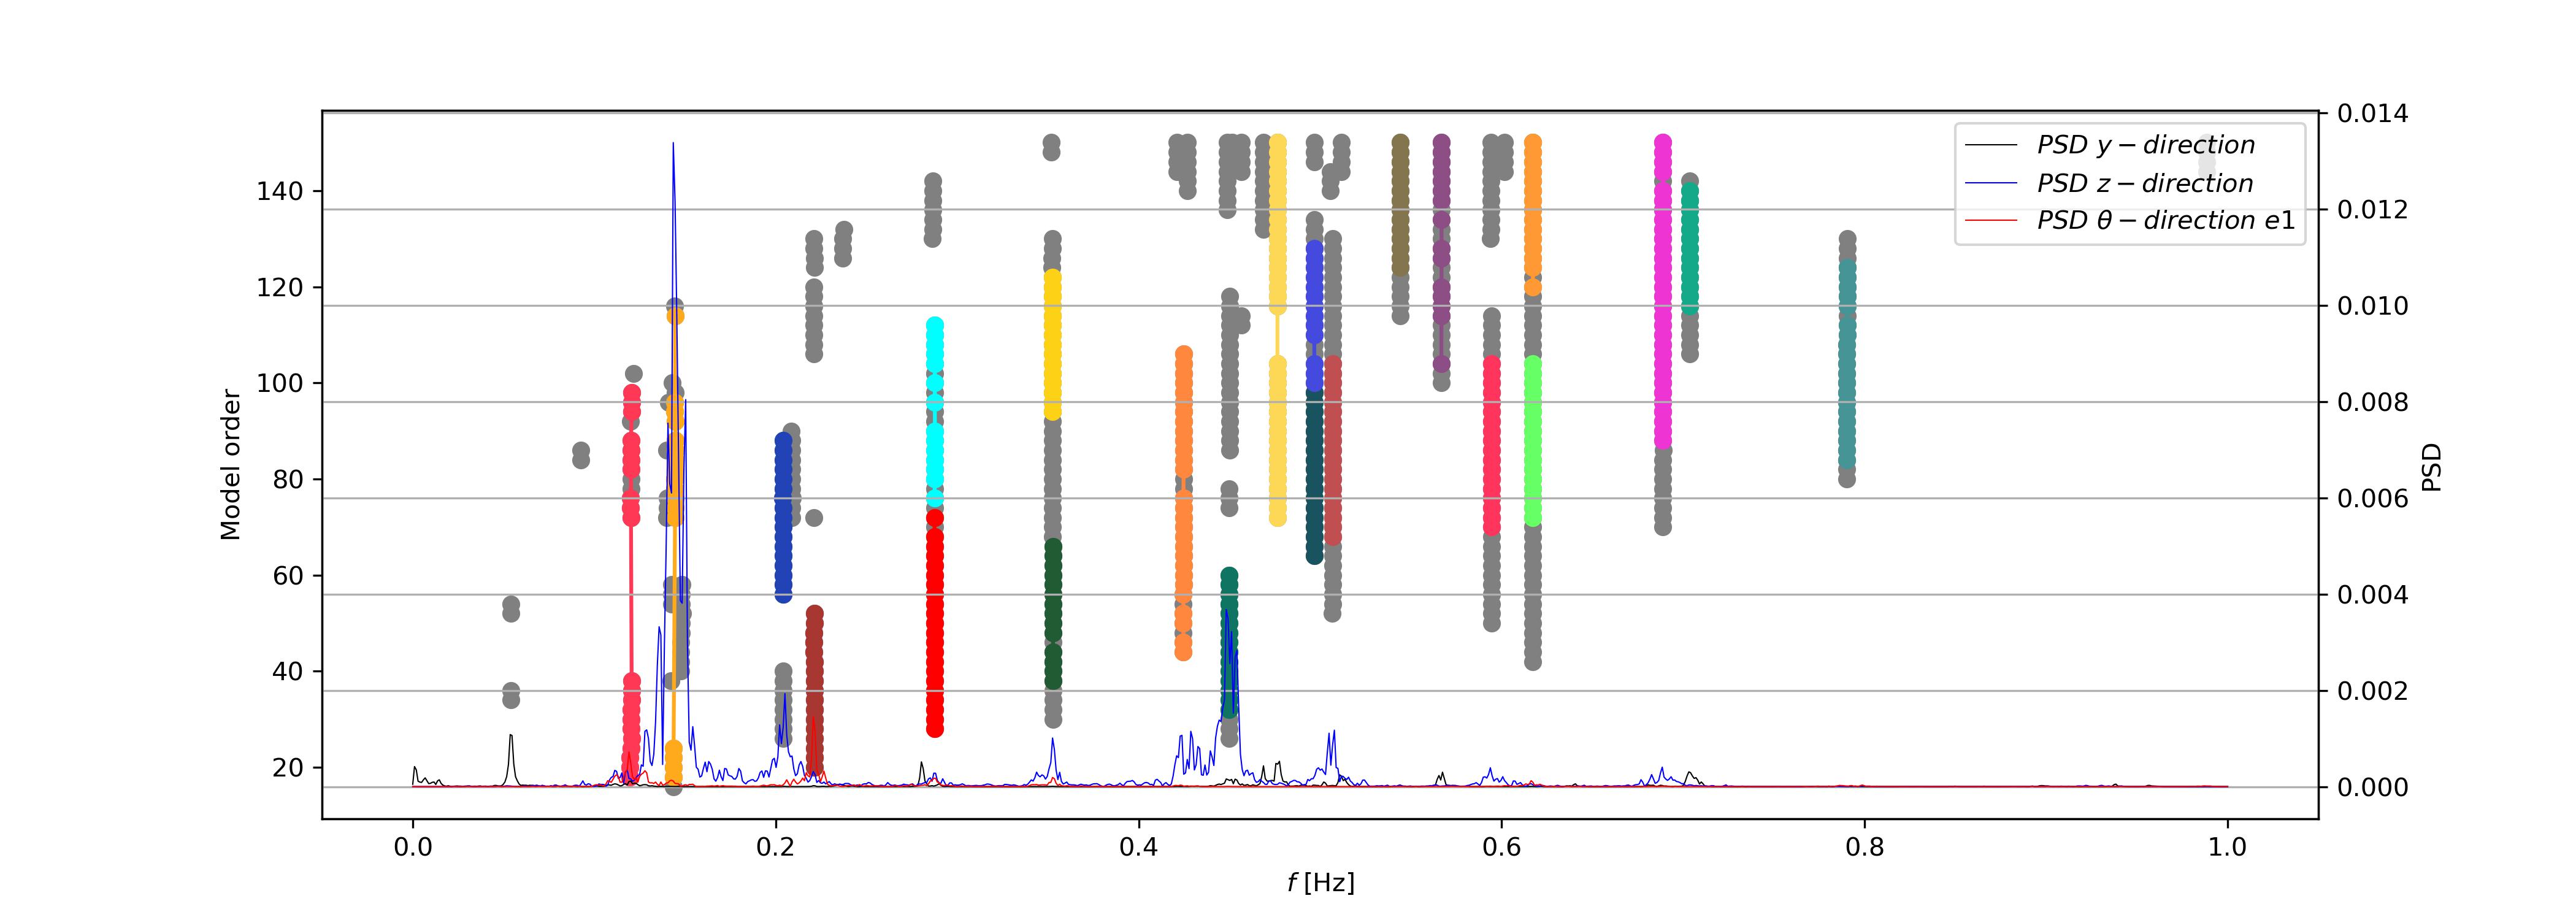 PSD y − direction
PSD z − direction
PSD θ − direction e1
Model order
140
120
100
80
60
40
20
0.014
0.012
0.010
0.008
0.006
0.004
0.002
0.000
PSD
0.0 0.2 0.4 0.6 0.8 1.0
f [Hz]